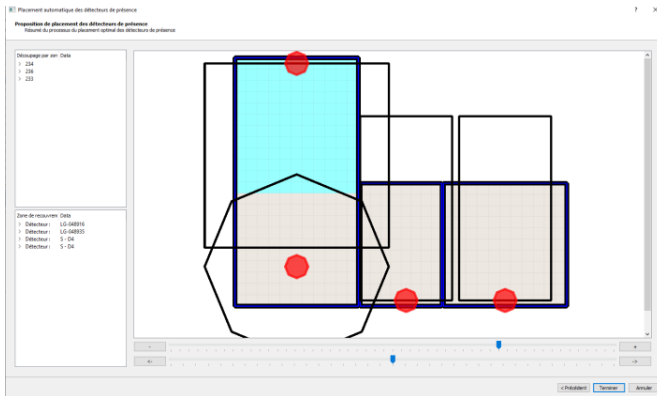 Placement automatique des détecteurs de présence
Proposition de placement des détecteurs de présence
Résumé du processus du placement optimal des détecteurs de présence
Découpage par zon Data
> 234
> 236
> 233
Zone de recouvrem Data
> Détecteur : LG-048916
> Détecteur : LG-048935
> Détecteur : S - D4
> Détecteur : S - D4
-
+
<-
->
< Précédent
Terminer
Annuler